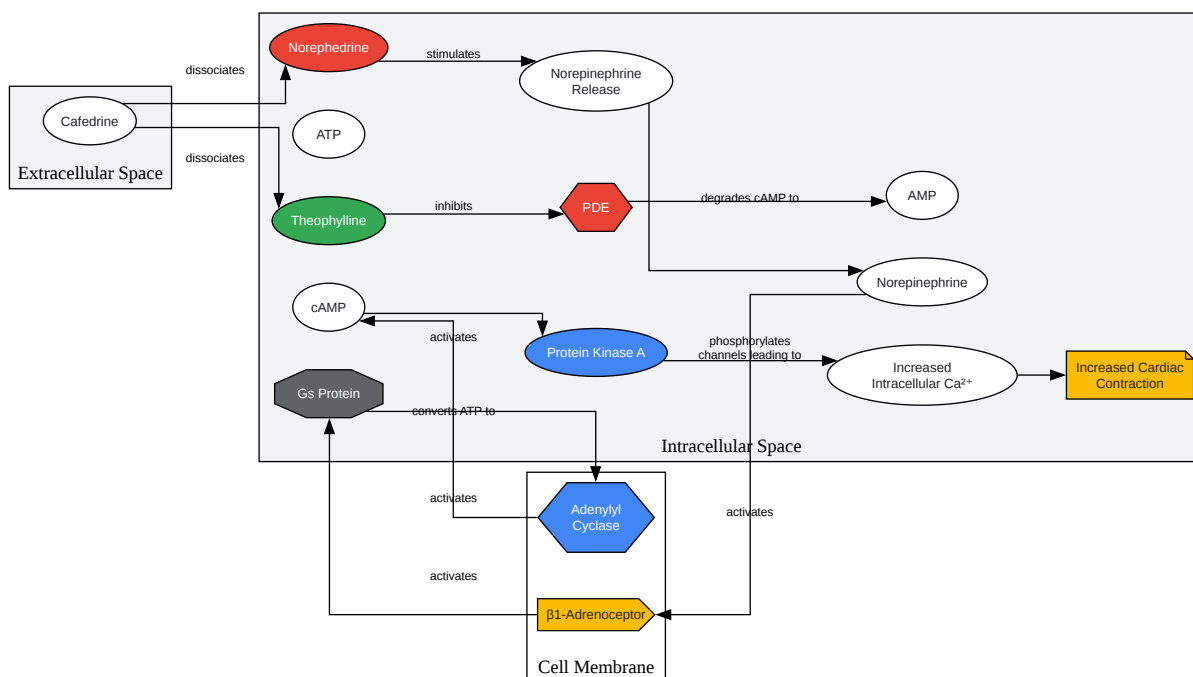 Norephedrine
stimulates
Norepinephrine
Release
dissociates
Cafedrine
ATP
dissociates
Extracellular Space
Theophylline
inhibits
PDE
degrades cAMP to
AMP
Norepinephrine
cAMP
activates
Protein Kinase A
phosphorylates
channels leading to
Increased
Intracellular Ca²⁺
Increased Cardiac
Contraction
Gs Protein
converts ATP to
Intracellular Space
activates
Adenylyl
Cyclase
activates
activates
β1-Adrenoceptor
Cell Membrane